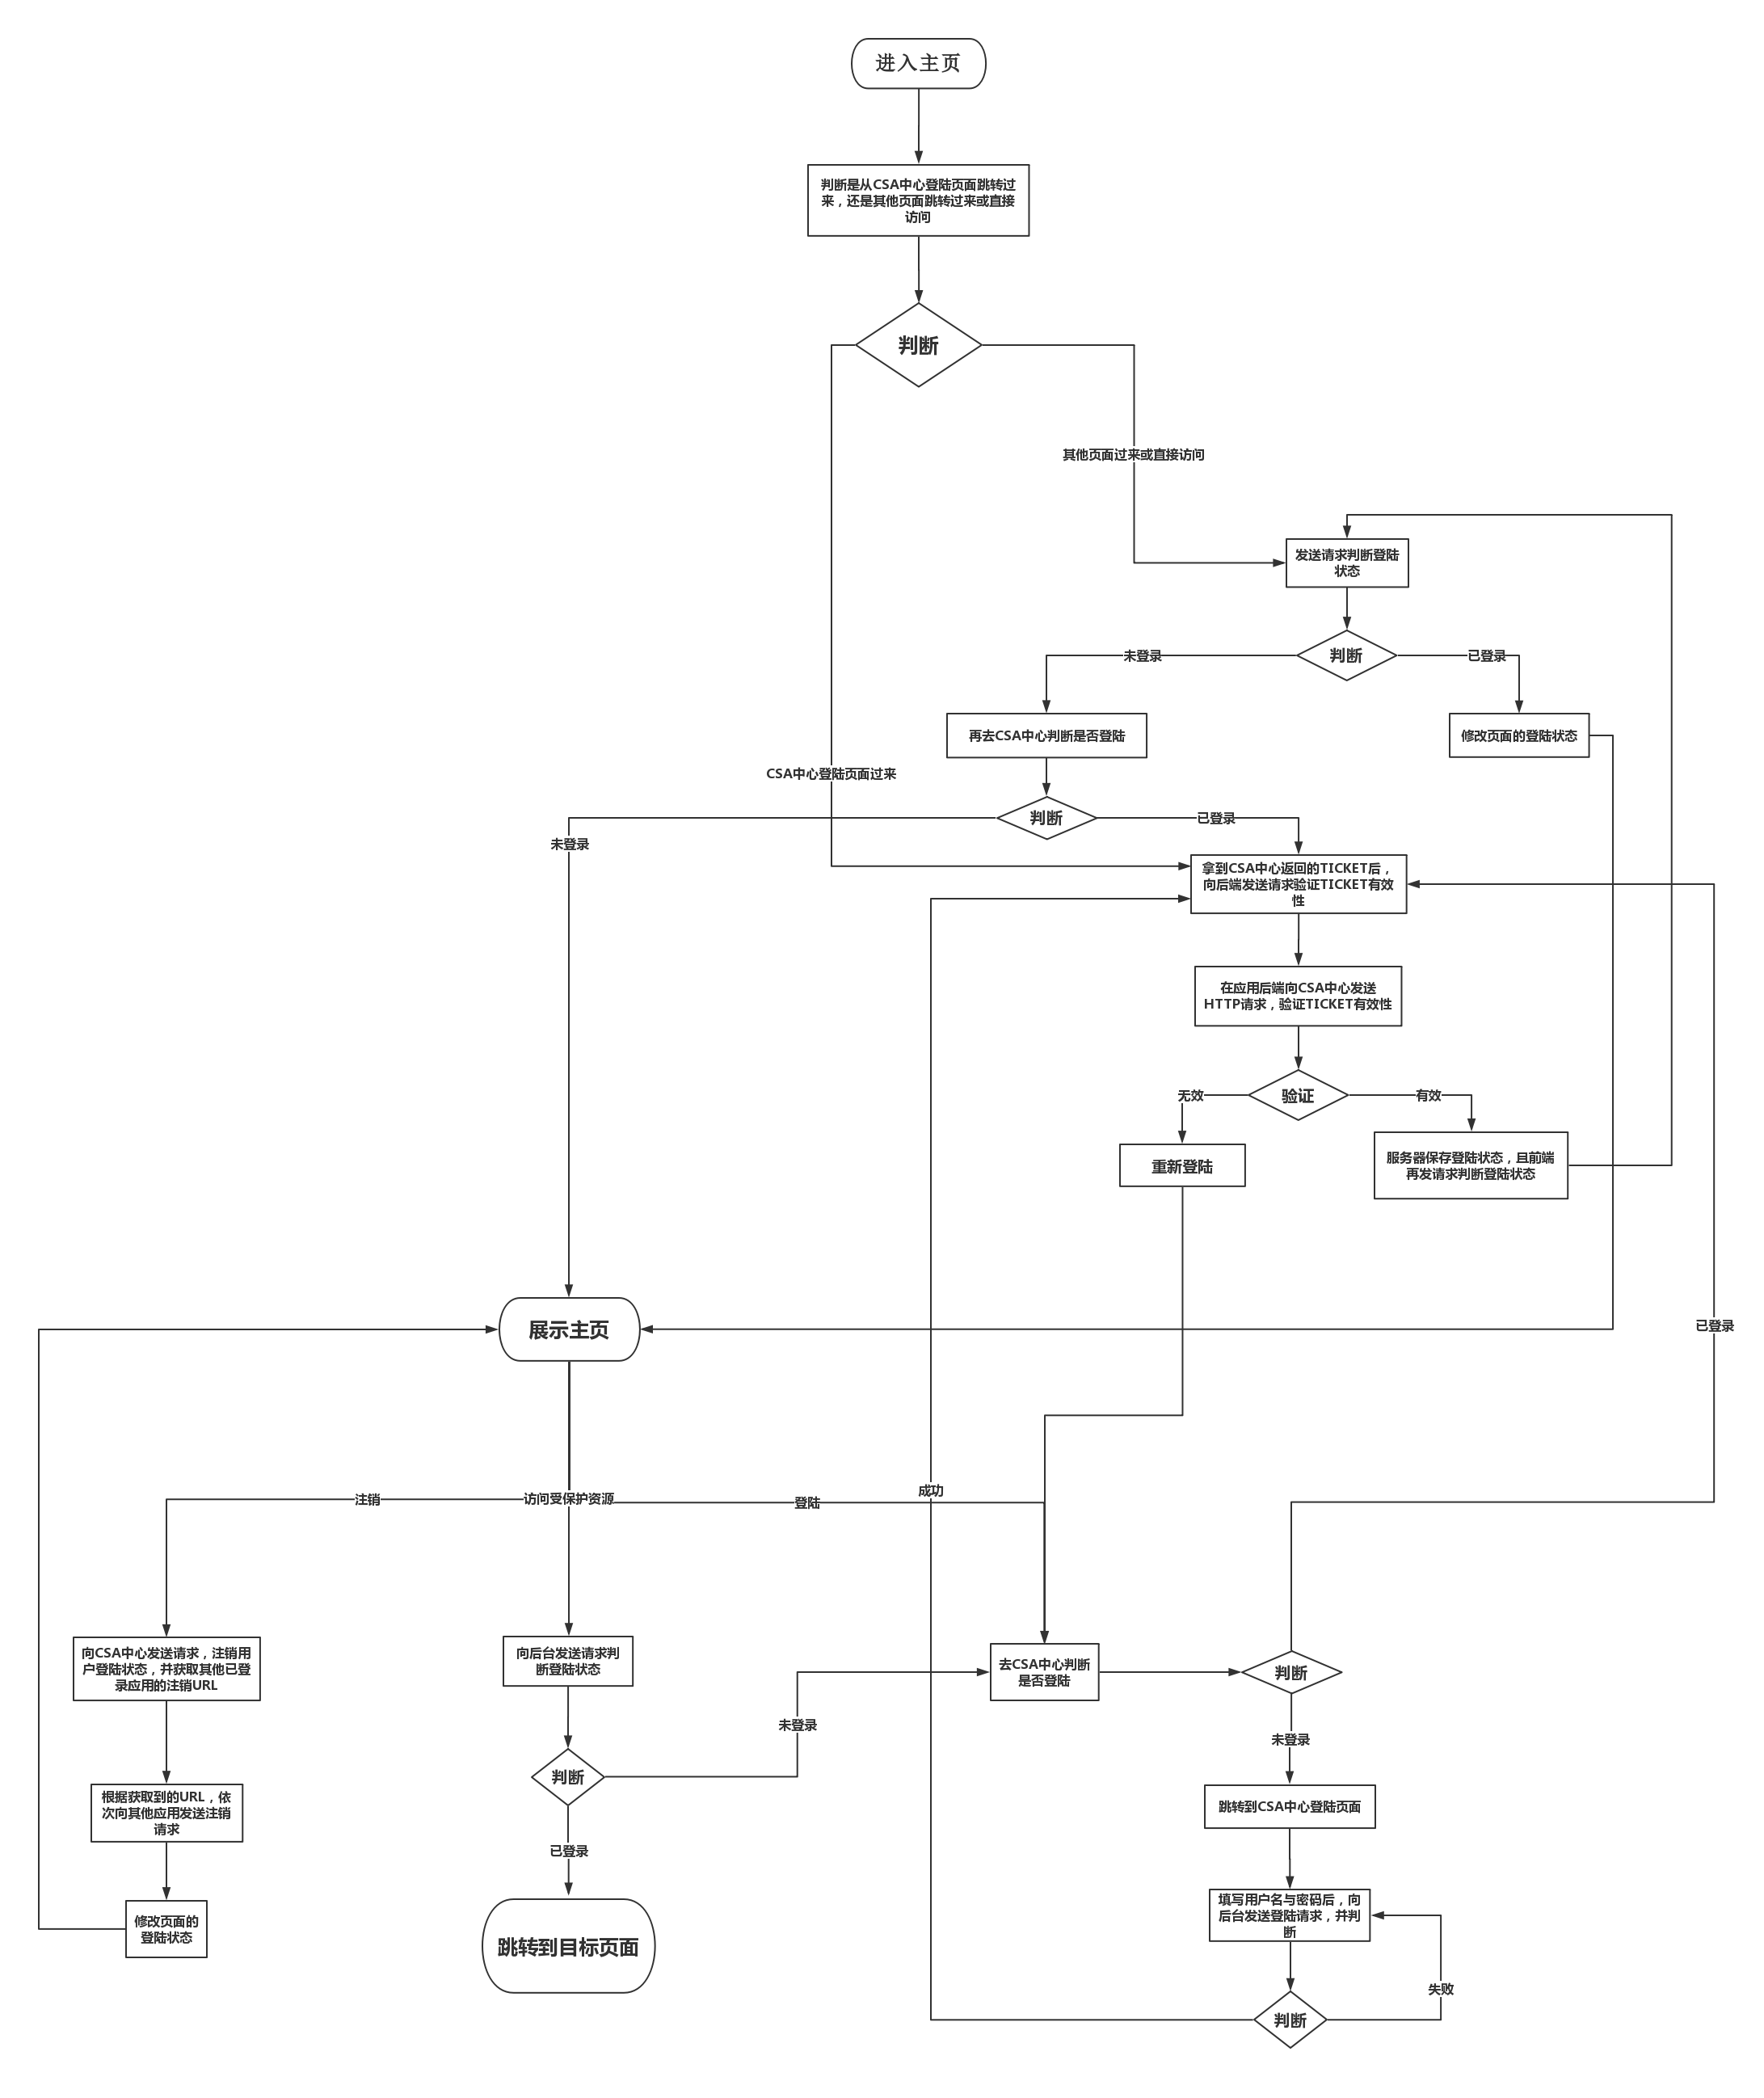 进入主页
判断是从CSA中心登陆页面跳转过
来，还是其他页面跳转过来或直接
访问
判断
其他页面过来或直接访问
发送请求判断登陆
状态
未登录
判断
已登录
再去CSA中心判断是否登陆
修改页面的登陆状态
CSA中心登陆页面过来
判断
已登录
未登录
拿到CSA中心返回的TICKET后，
向后端发送请求验证TICKET有效
性
在应用后端向CSA中心发送
HTTP请求，验证TICKET有效性
无效
验证
有效
重新登陆
服务器保存登陆状态，且前端
再发请求判断登陆状态
展示主页
已登录
成功
注销
访问受保护资源
登陆
向CSA中心发送请求，注销用
户登陆状态，并获取其他已登
录应用的注销URL
向后台发送请求判
断登陆状态
去CSA中心判断
是否登陆
判断
未登录
未登录
判断
根据获取到的URL，依
次向其他应用发送注销
请求
跳转到CSA中心登陆页面
已登录
修改页面的
登陆状态
跳转到目标页面
填写用户名与密码后，向
后台发送登陆请求，并判
断
失败
判断